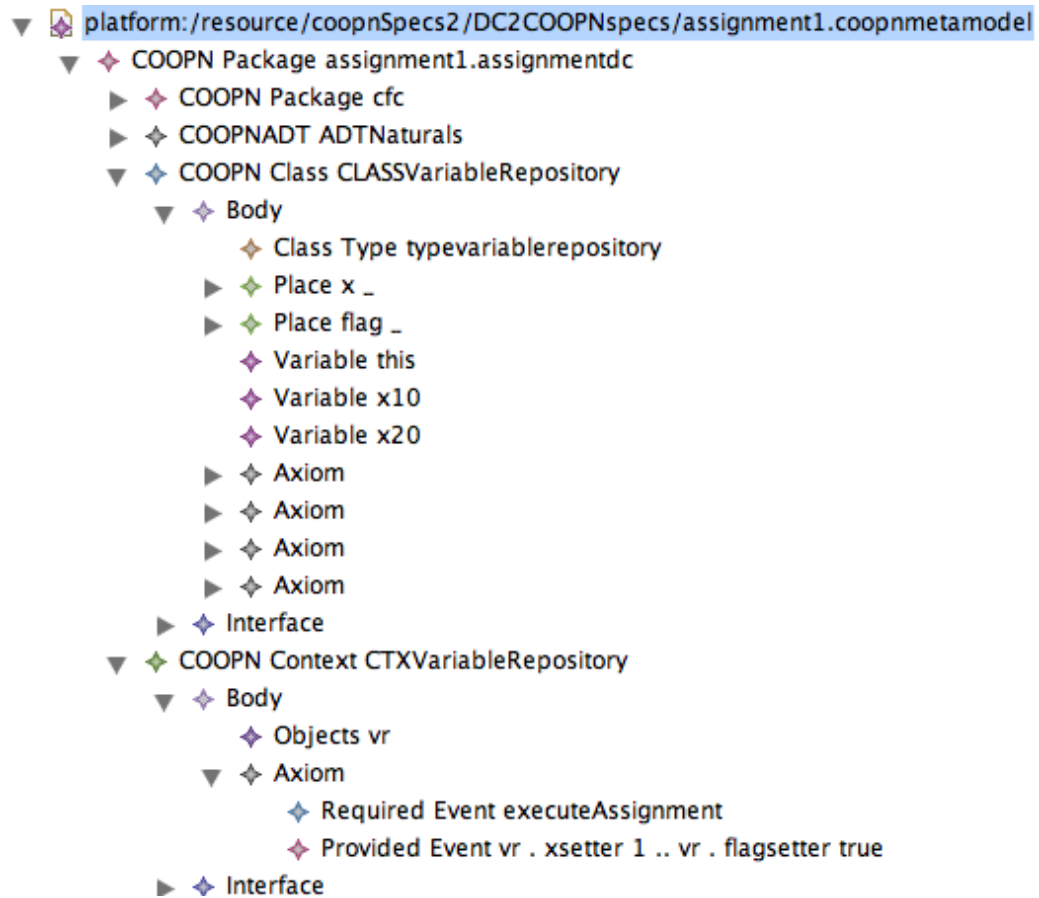 platform:/resource/coopnSpecs2/DC2COOPNspecs/assignment1.coopnmetamodel
COOPN Package assignment1.assignmentdc
COOPN Package cfc
COOPNADT ADTNaturals
COOPN Class CLASSVariableRepository
Body
Class Type typevariablerepository
Place x _
Place flag _
Variable this
Variable x10
Variable x20
Axiom
Axiom
Axiom
Axiom
Interface
COOPN Context CTXVariableRepository
Body
Objects vr
Axiom
Required Event executeAssignment
Provided Event vr . xsetter 1 .. vr . flagsetter true
Interface